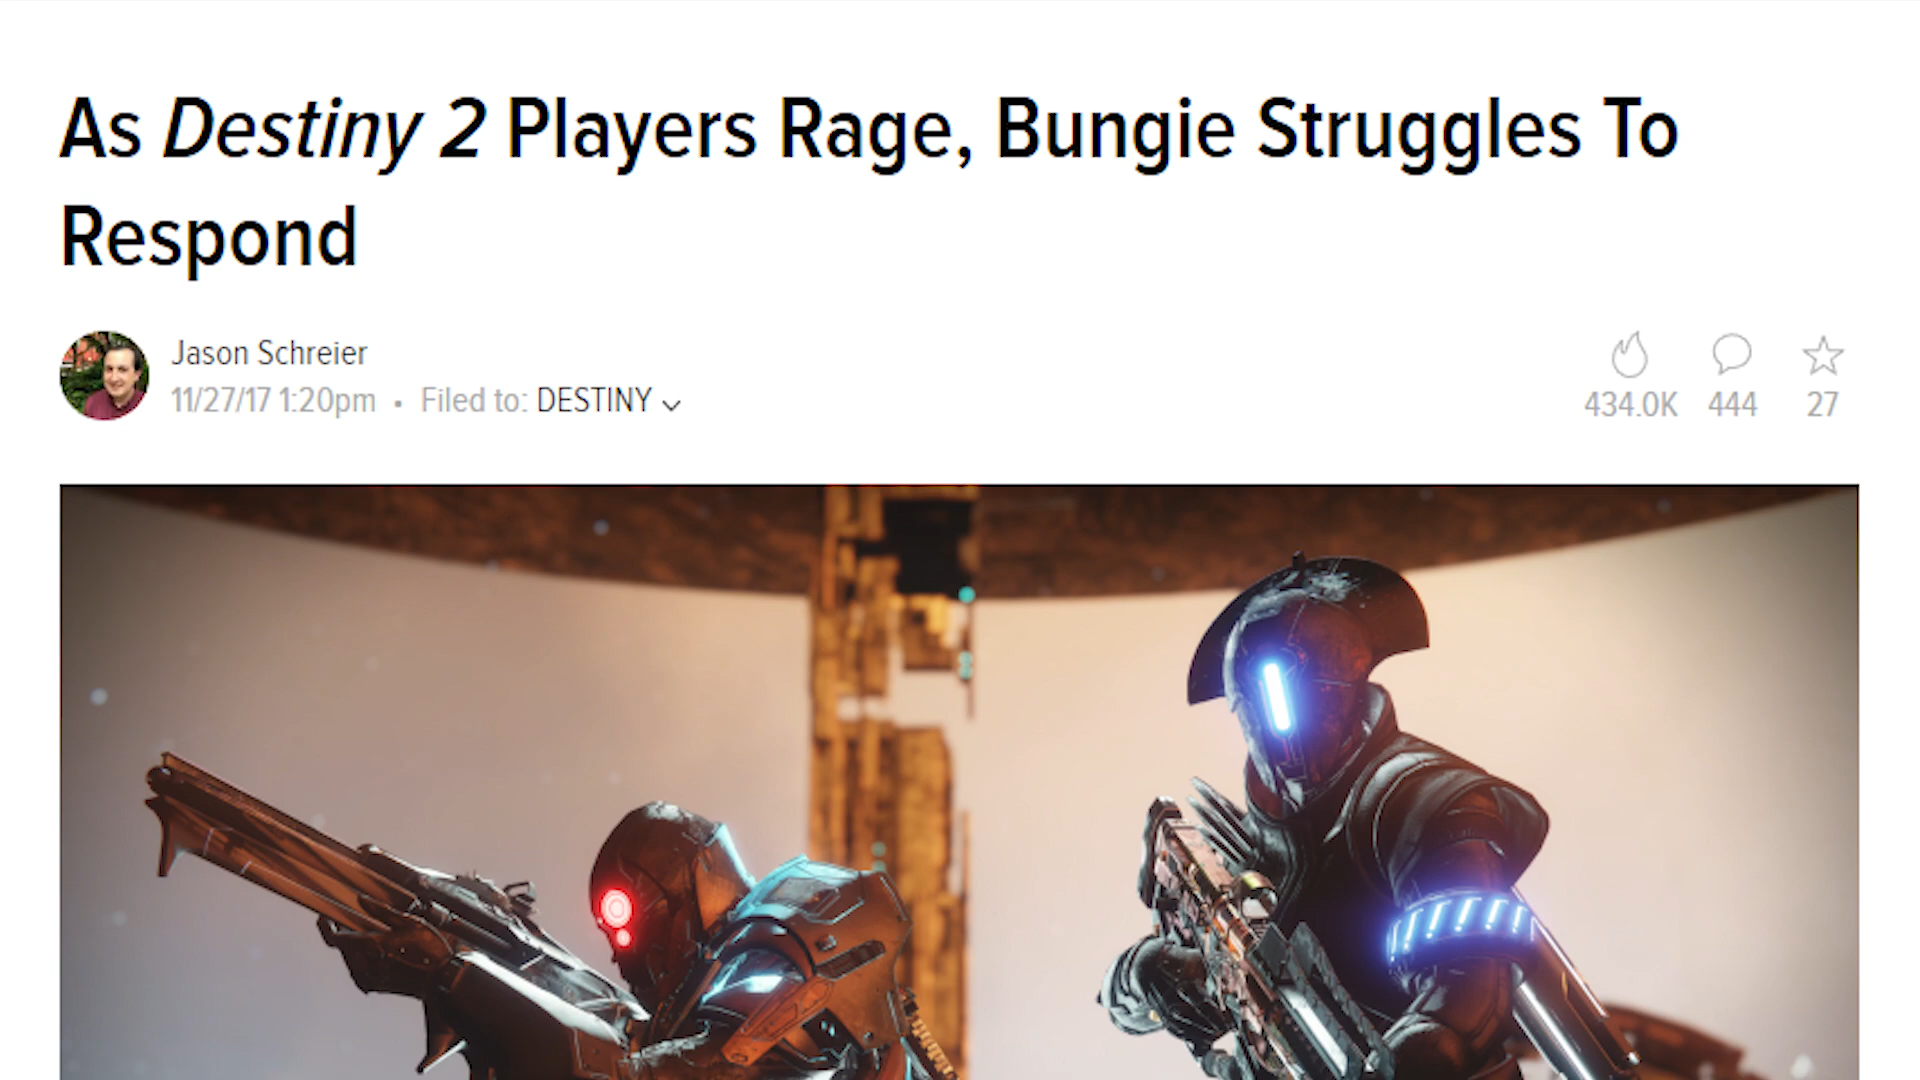 As Destiny 2 Players Rage, Bungie Struggles To
Respond
Jason Schreier
11/27/17 1:20pm • Filed to: DESTINY
434.0K 444 27